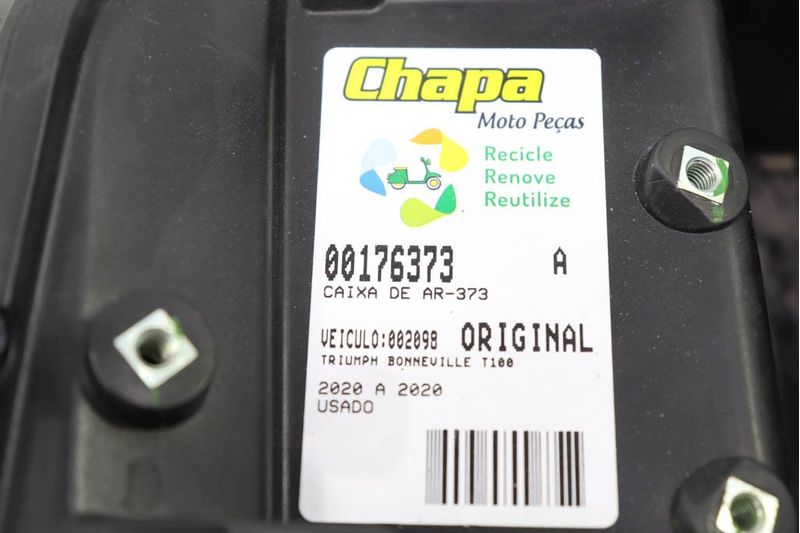 Chapa
Moto Peças
Recicle
Renove
Reutilize
00176373 A
CAIXA DE AR-373
VEICULO:002098 ORIGINAL
TRIUMPH BONNEVILLE T100
2020 A 2020
USADO